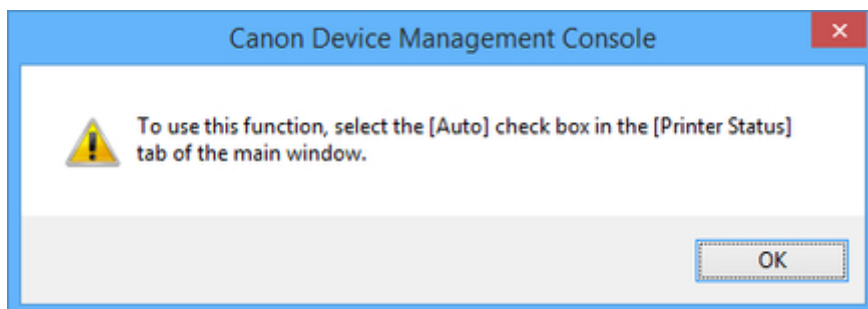 Canon Device Management Console
To use this function, select the [Auto] check box in the [Printer Status]
tab of the main window.
OK